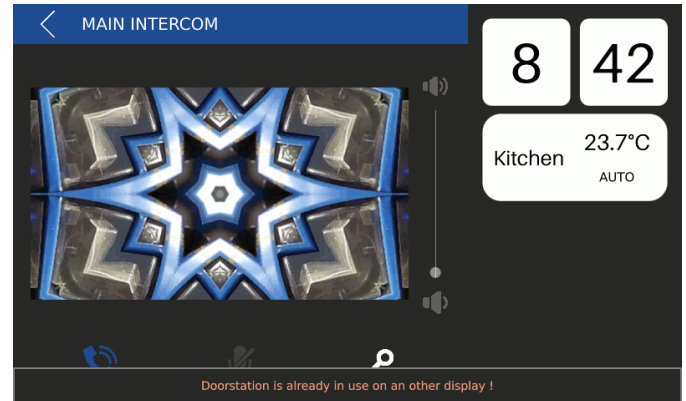 MAIN INTERCOM
8 42
Kitchen 23.7°C
AUTO
Doorstation is already in use on an other display !